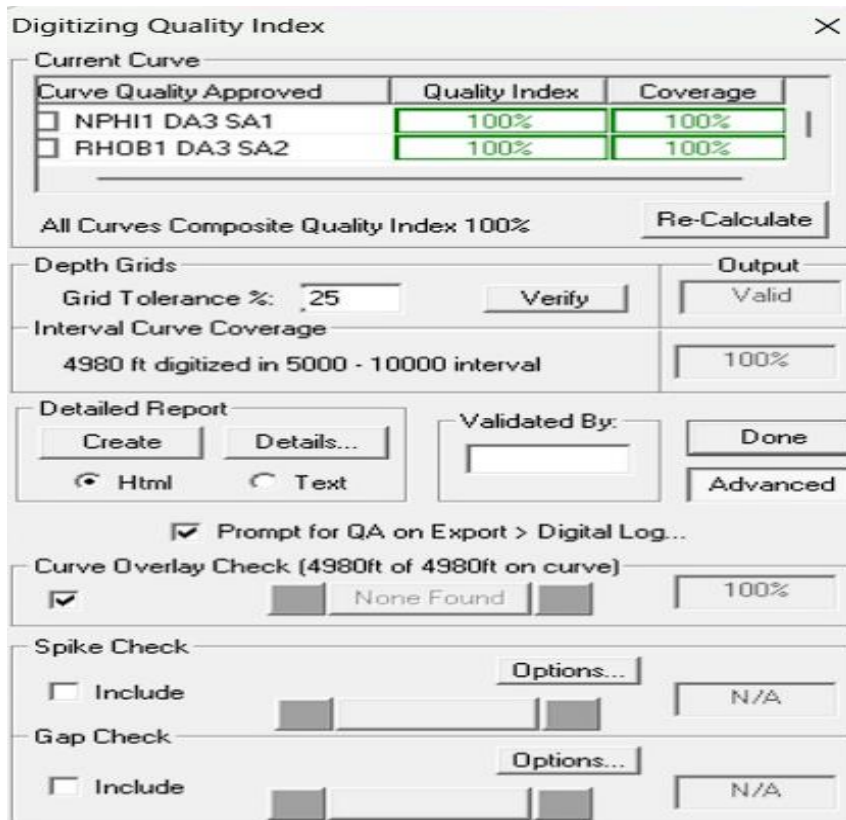 Digitizing Quality Index
Current Curve
Curve Quality Approved Quality Index Coverage
NPHI1 DA3 SA1 100% 100%
RHOB1 DA3 SA2 100% 100%
All Curves Composite Quality Index 100% Re-Calculate
Depth Grids Output
Grid Tolerance %: .25 Verify Valid
Interval Curve Coverage
4980 ft digitized in 5000 - 10000 interval 100%
Detailed Report Validated By:
Create Details... Done
Html Text Advanced
Prompt for QA on Export > Digital Log...
Curve Overlay Check (4980ft of 4980ft on curve)
None Found 100%
Spike Check
Options...
Include N/A
Gap Check
Options...
Include N/A